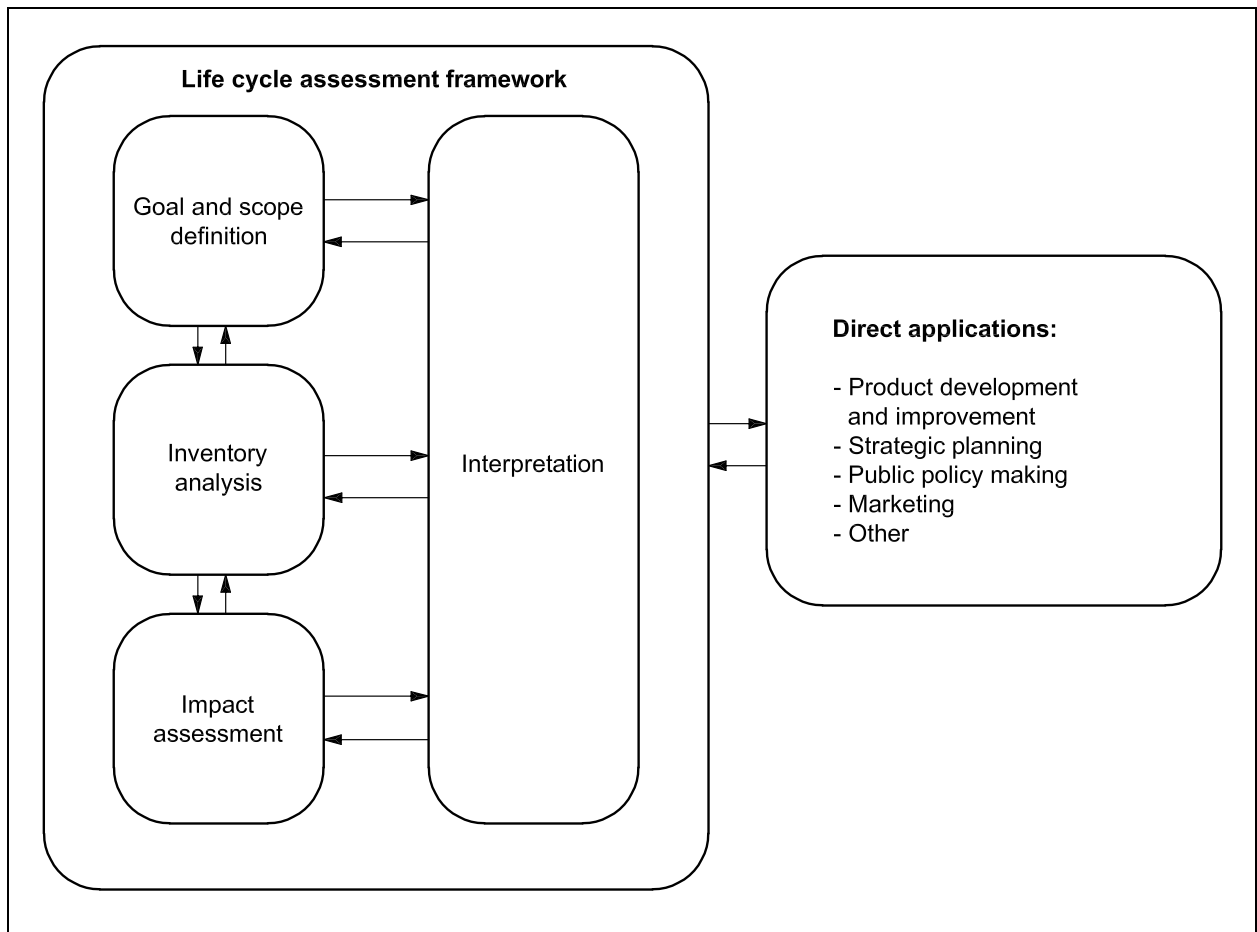 Life cycle assessment framework
Goal and scope
definition
Inventory
analysis
Impact
assessment
Interpretation
Direct applications:
- Product development
and improvement
- Strategic planning
- Public policy making
- Marketing
- Other